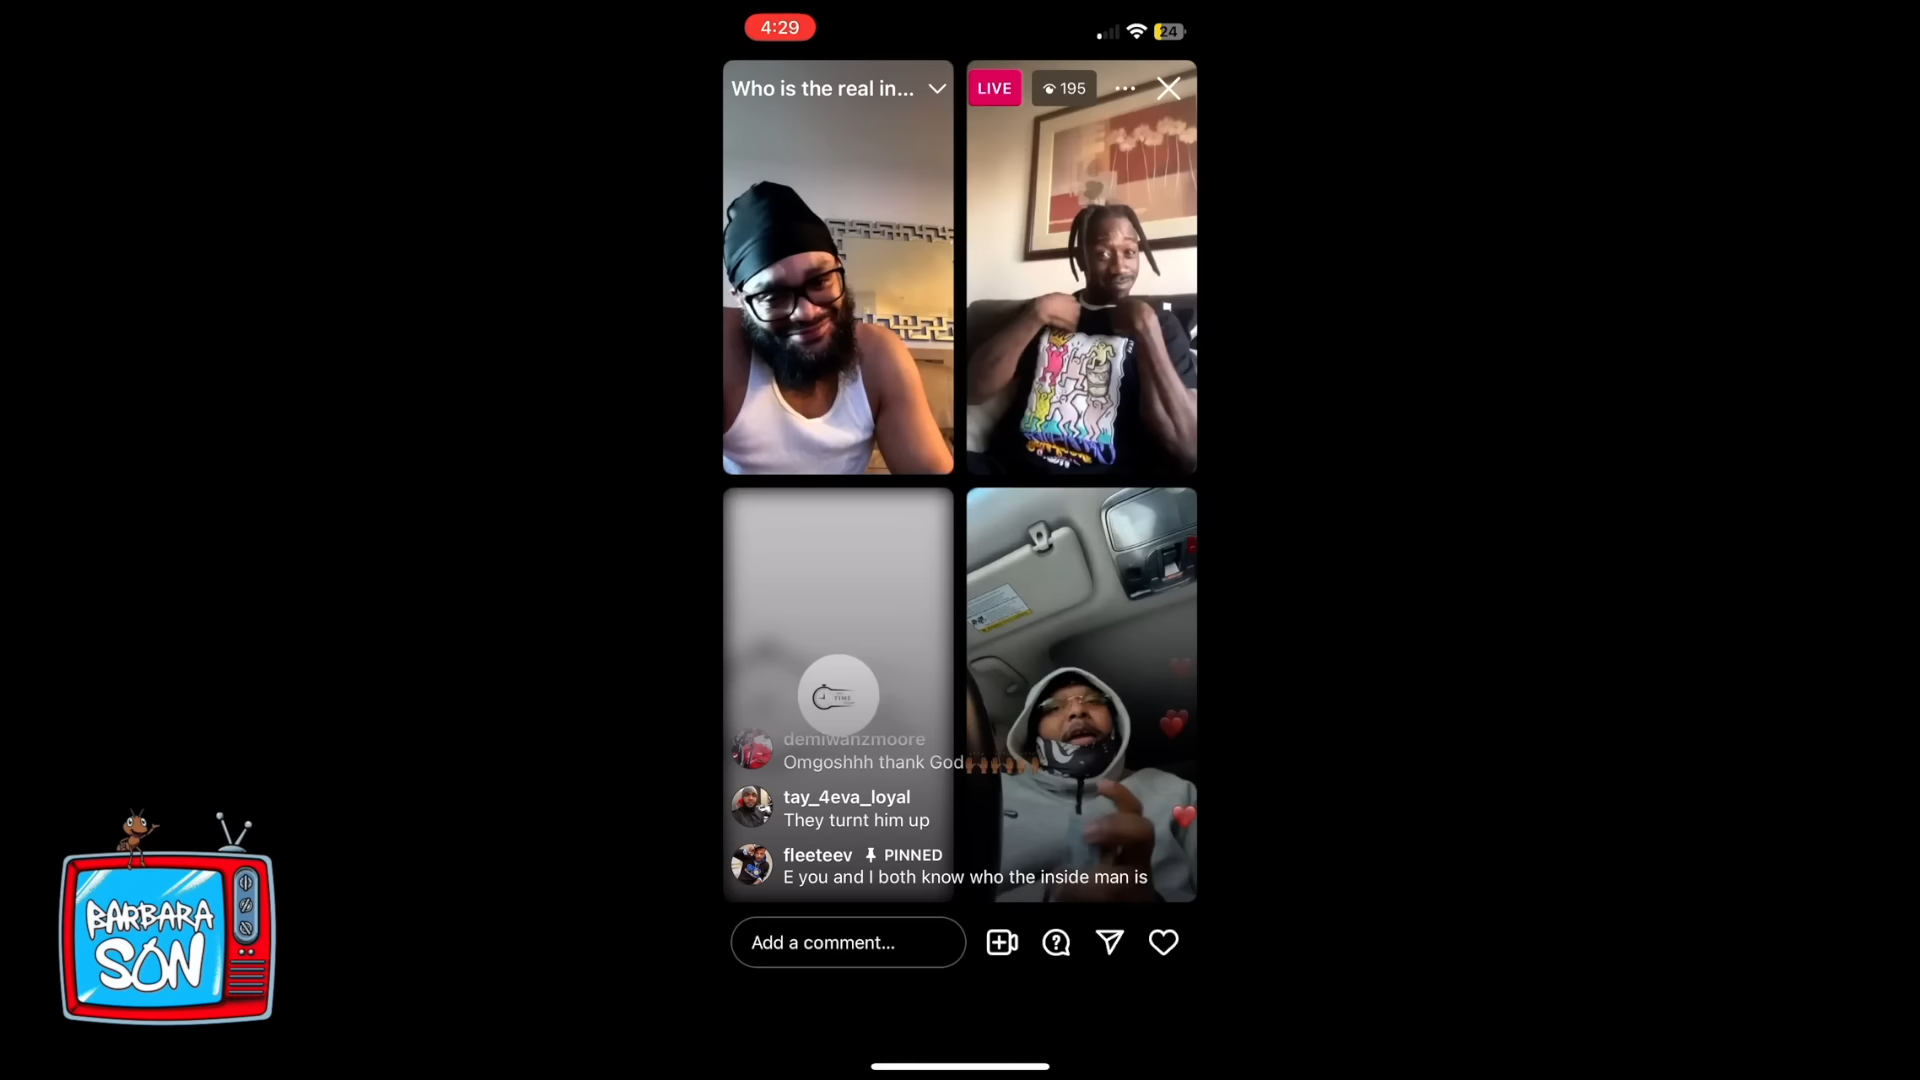 4:29
24
Who is the real in...
LIVE
195
TIME
demiwanzmoore
Omgoshhh thank God🙌🏾🙌🏾🙌🏾
tay_4eva_loyal
They turnt him up
fleeteev PINNED
E you and I both know who the inside man is
Add a comment...
BARBARA
SON